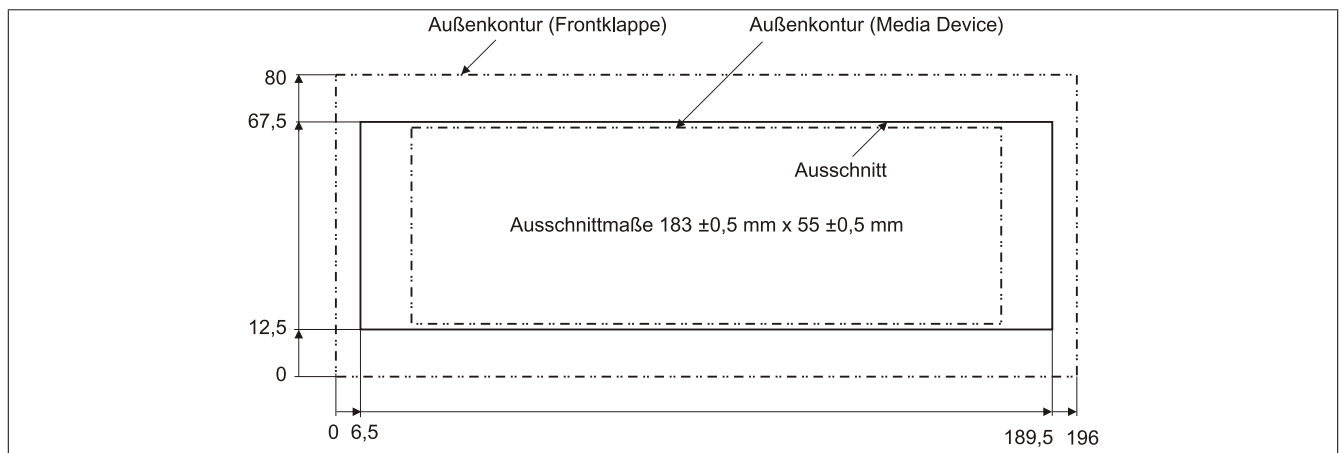 Außenkontur (Frontklappe)
Außenkontur (Media Device)
80
67,5
Ausschnitt
Ausschnittmaße 183 ±0,5 mm x 55 ±0,5 mm
12,5
0
0
6,5
189,5
196